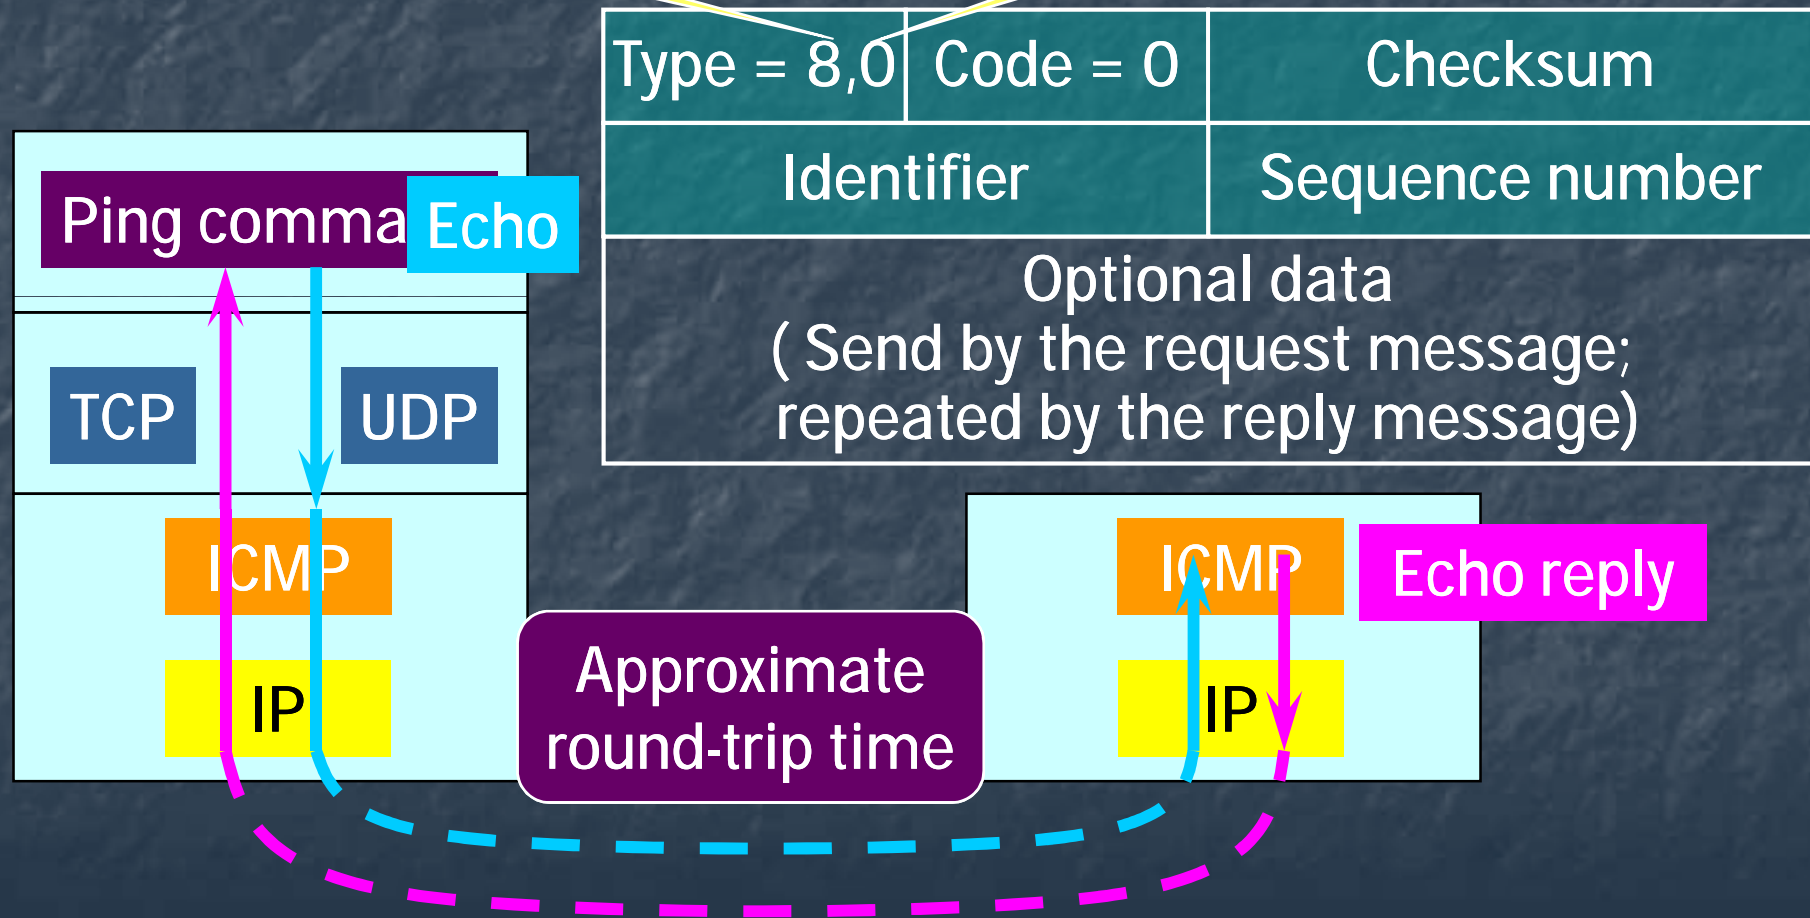 Type = 8,0 Code = 0 Checksum
Identifier Sequence number
Optional data
( Send by the request message;
repeated by the reply message)
Ping comma
Echo
TCP UDP
ICMP
IP
Approximate
round-trip time
ICMP
Echo reply
IP